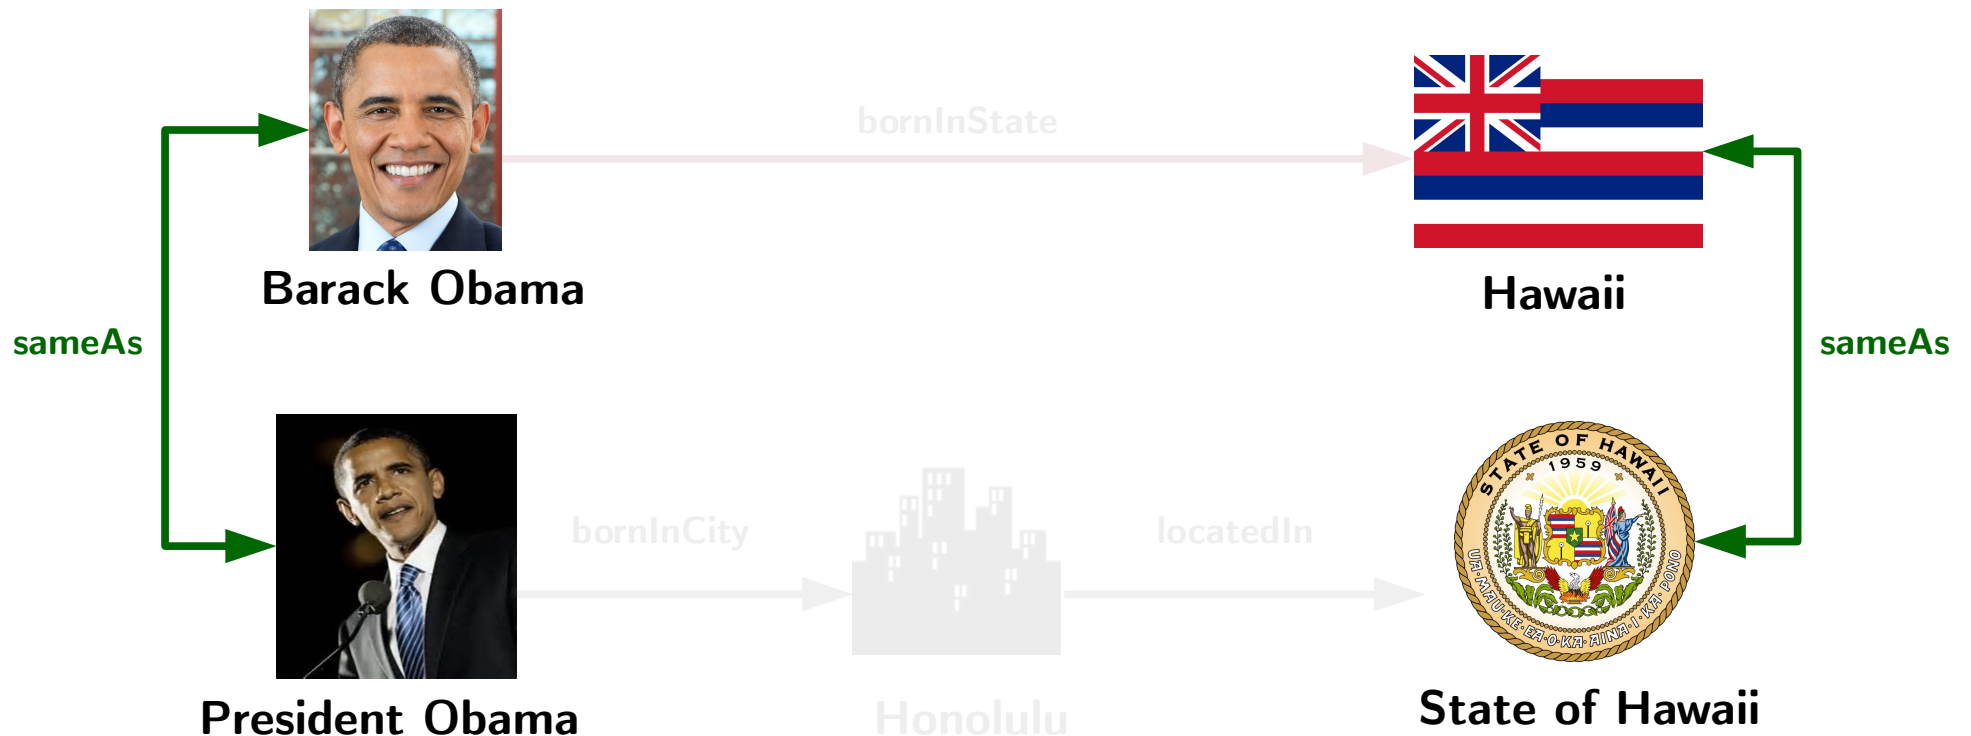 bornInState
Barack Obama
Hawaii
sameAs
sameAs
STATE OF HAWAII
1959
bornInCity
locatedIn
UA·MAU·KE·EA·O·KA·AINA·I·KA·PONO
President Obama
Honolulu
State of Hawaii